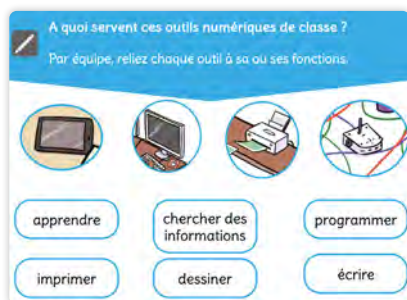 A quoi servent ces outils numériques de classe ?
Par équipe, reliez chaque outil à sa ou ses fonctions.
apprendre
chercher des
informations
programmer
imprimer
dessiner
écrire